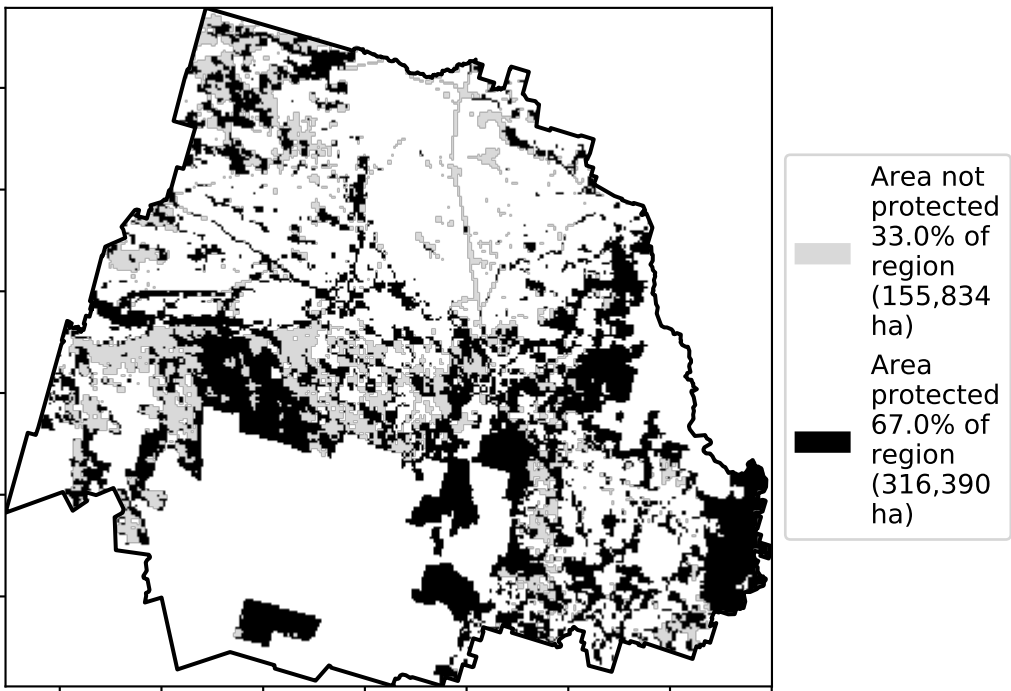 Area not
protected
33.0% of
region
(155,834
ha)
Area
protected
67.0% of
region
(316,390
ha)